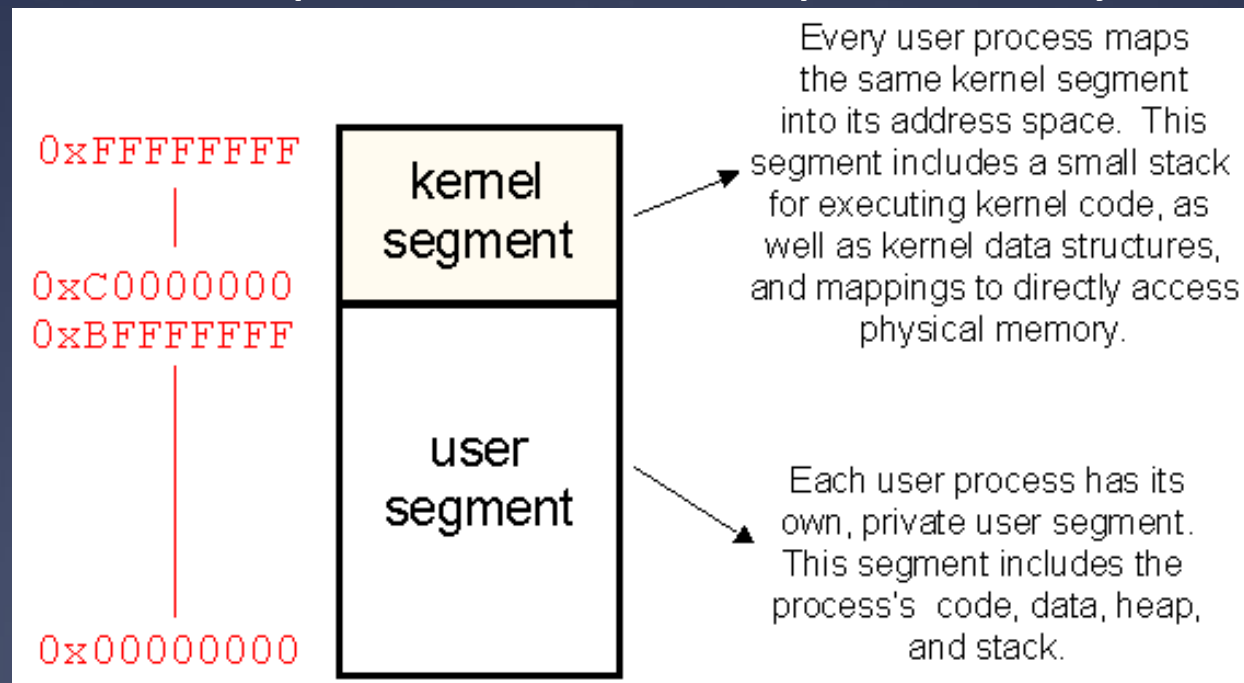 Every user process maps
the same kernel segment
into its address space. This
segment includes a small stack
for executing kernel code, as
well as kernel data structures,
and mappings to directly access
physical memory.
0xFFFFFFFF
kernel
segment
0xC0000000
0xBFFFFFFF
user
segment
Each user process has its
own, private user segment.
This segment includes the
process's code, data, heap,
and stack.
0x00000000